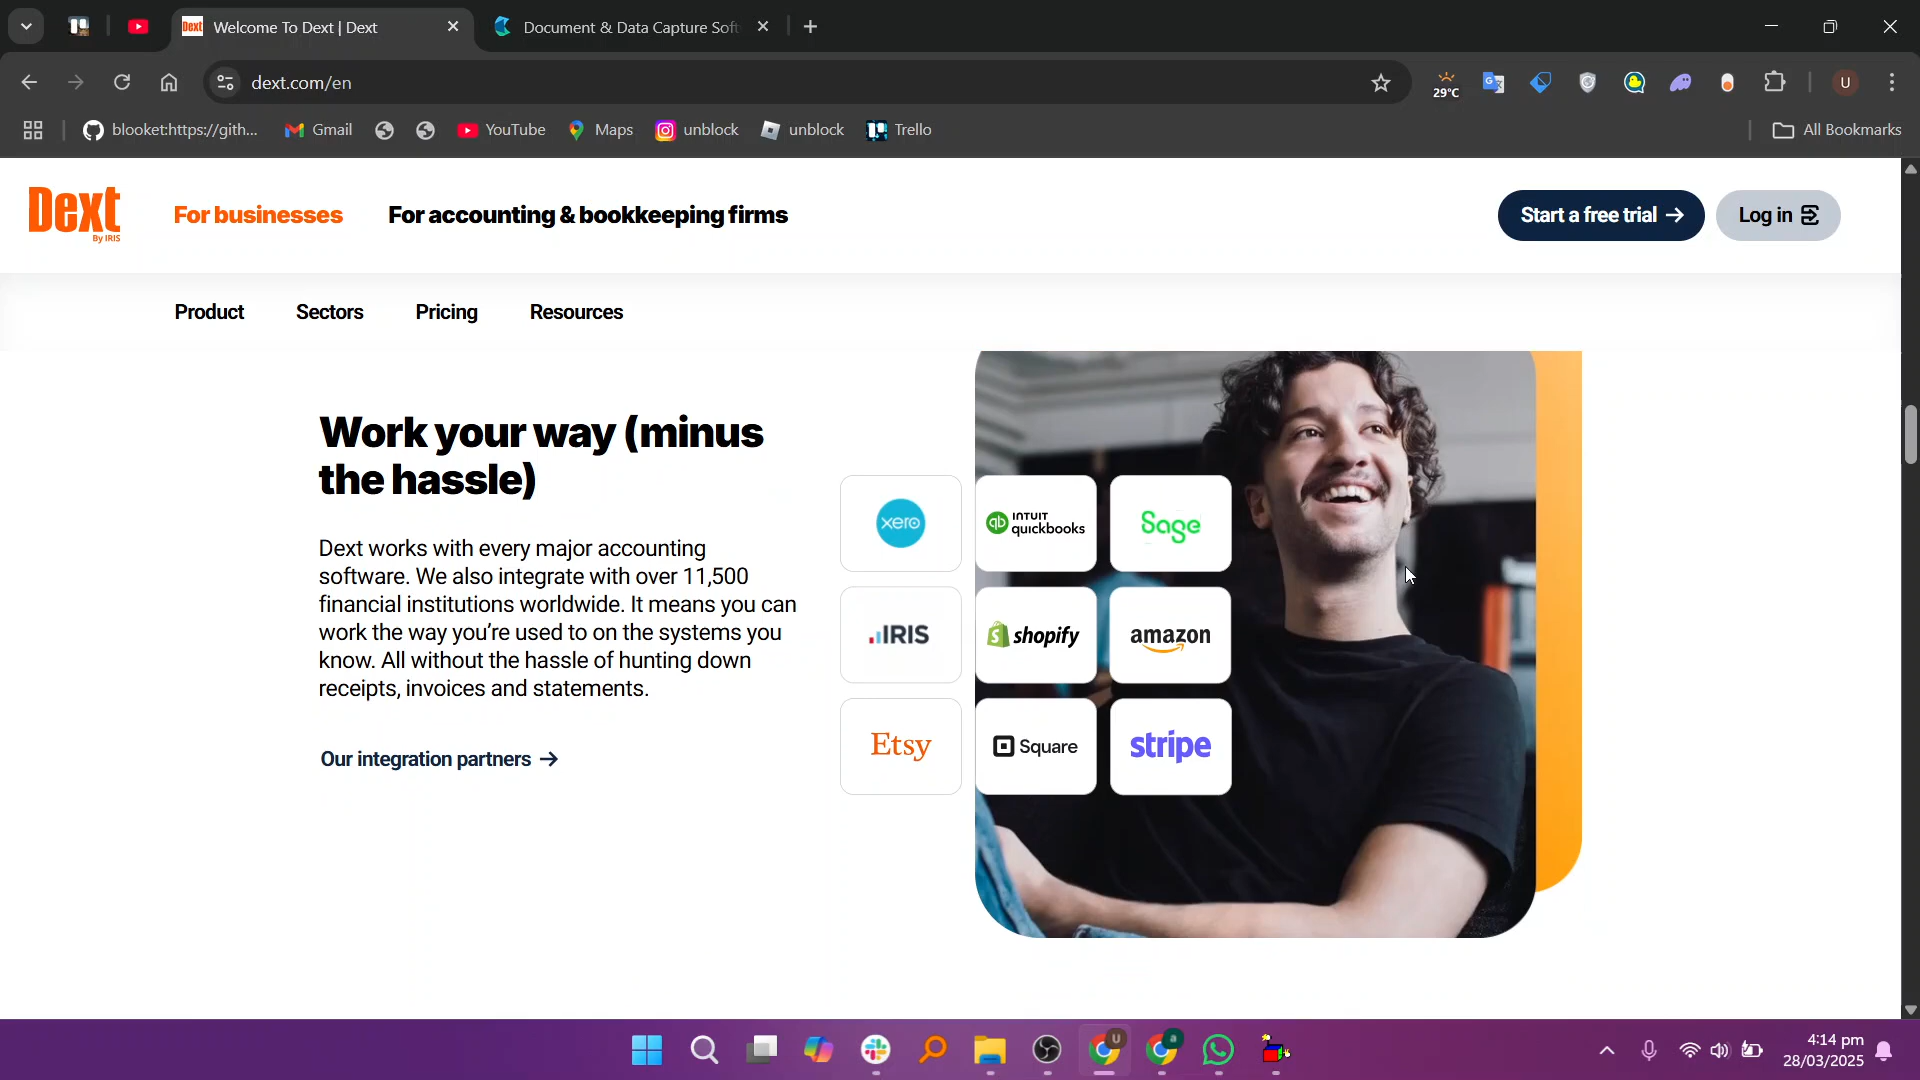 Welcome To Dext | Dext
Document & Data Capture Soft
dext.com/en
29°C
U
blooket:https://gith...
Gmail
YouTube
Maps
unblock
unblock
Trello
All Bookmarks
Dext
By IRIS
For businesses
For accounting & bookkeeping firms
Start a free trial →
Log in
Product
Sectors
Pricing
Resources
Work your way (minus
the hassle)
Dext works with every major accounting
software. We also integrate with over 11,500
financial institutions worldwide. It means you can
work the way you’re used to on the systems you
know. All without the hassle of hunting down
receipts, invoices and statements.
Our integration partners →
xero
qb INTUIT
quickbooks
Sage
IRIS
shopify
amazon
Etsy
Square
stripe
U
a
4:14 pm
28/03/2025